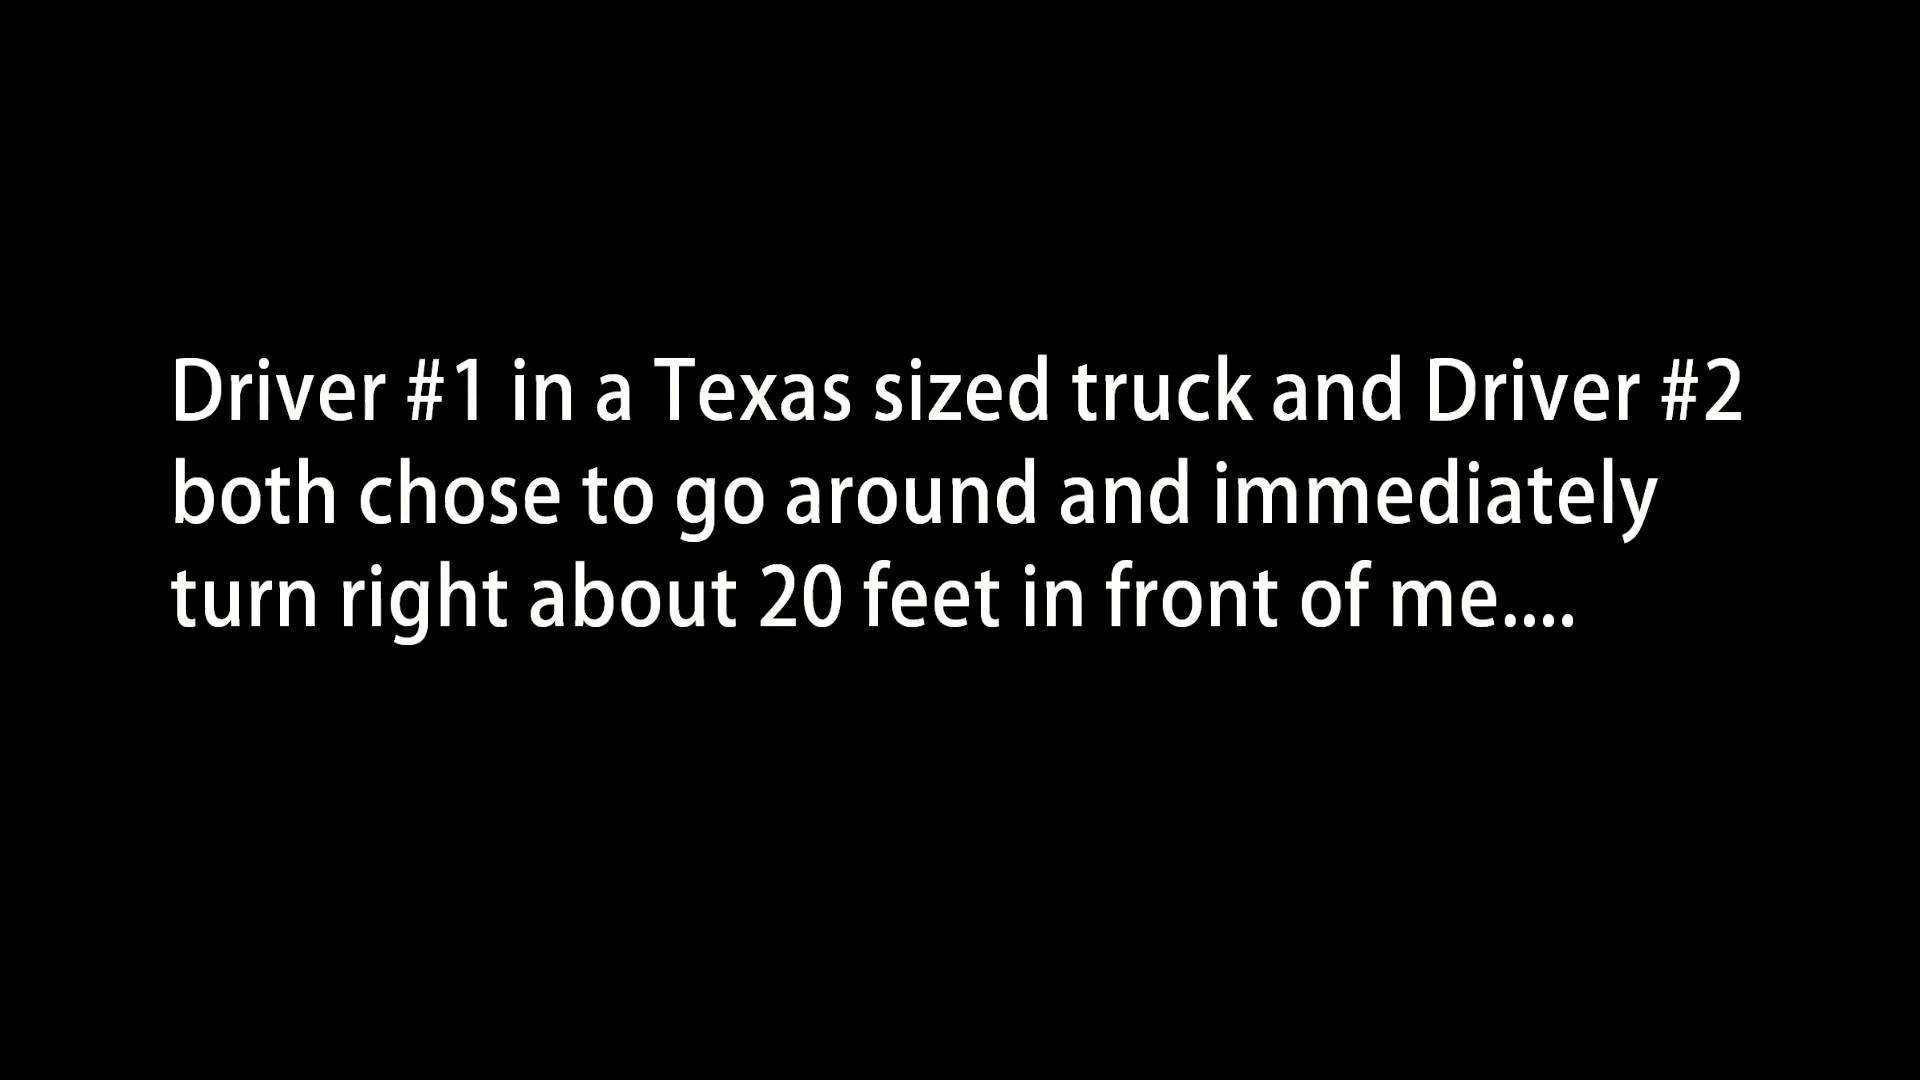 Driver #1 in a Texas sized truck and Driver #2
both chose to go around and immediately
turn right about 20 feet in front of me....